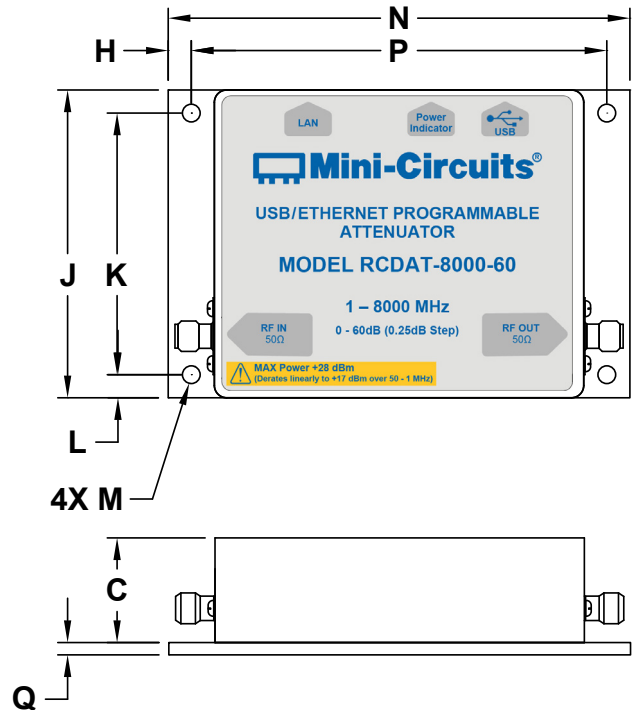 N
H
P
LAN
Power
Indicator
USB
Mini-Circuits®
USB/ETHERNET PROGRAMMABLE
ATTENUATOR
MODEL RCDAT-8000-60
J
K
1 – 8000 MHz
RF IN
50Ω
0 - 60dB (0.25dB Step)
RF OUT
50Ω
MAX Power +28 dBm
(Derates linearly to +17 dBm over 50 - 1 MHz)
L
4X M
C
Q